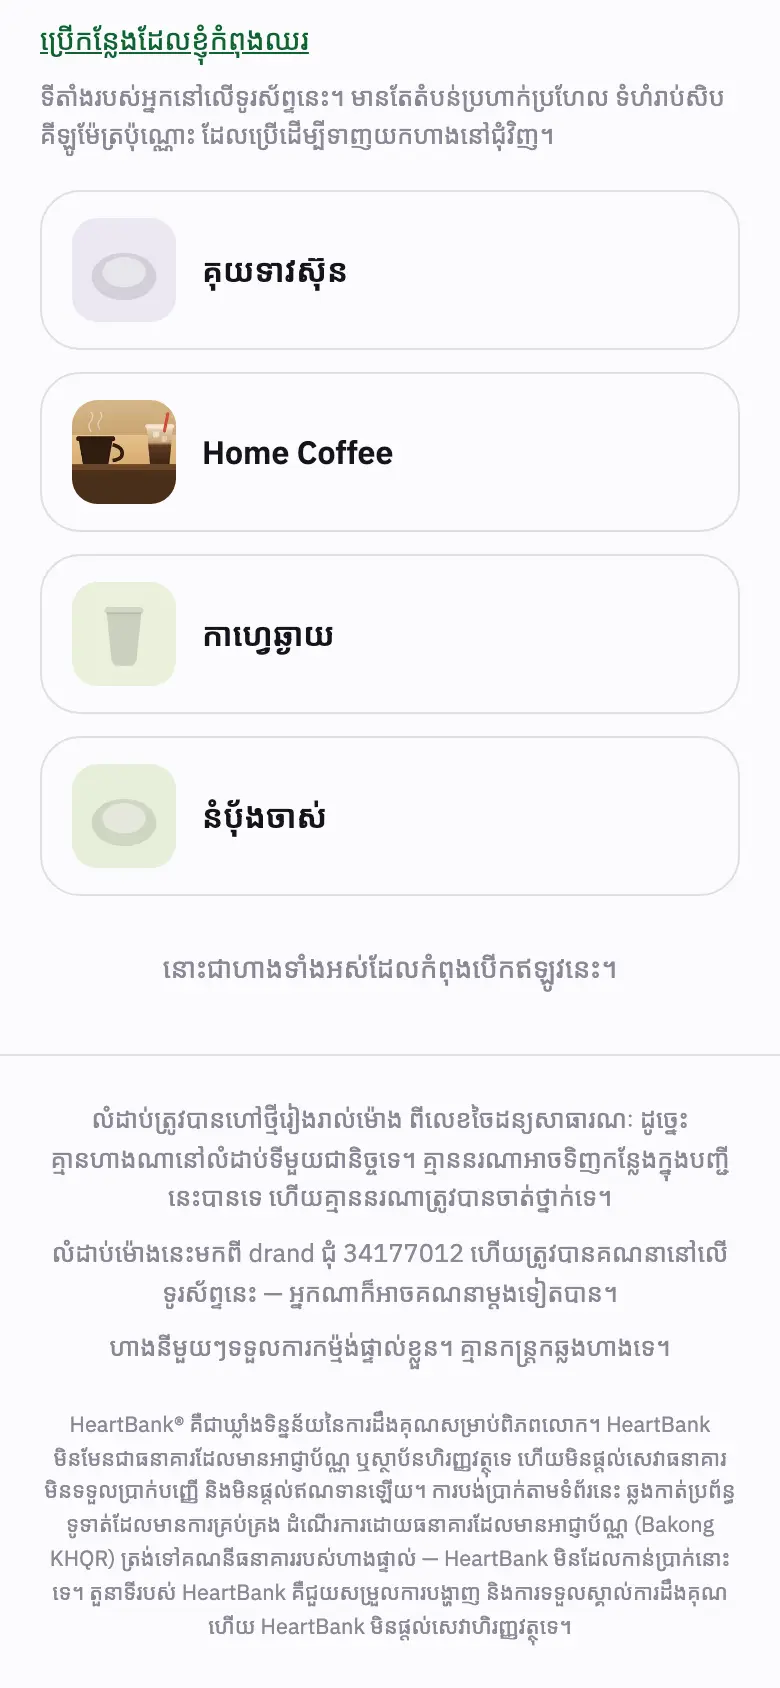 ប្រើកន្លែងដែលខ្ញុំកំពុងឈរ
ទីតាំងរបស់អ្នកនៅលើទូរស័ព្ទនេះ។ មានតែតំបន់ប្រហាក់ប្រហែល ទំហំរាប់សិប
គីឡូម៉ែត្រប៉ុណ្ណោះ ដែលប្រើដើម្បីទាញយកហាងនៅជុំវិញ។
គុយទាវស៊ុន
Home Coffee
កាហ្វេឆ្ងាយ
នំប៉័ងចាស់
នោះជាហាងទាំងអស់ដែលកំពុងបើកឥឡូវនេះ។
លំដាប់ត្រូវបានហៅថ្មីរៀងរាល់ម៉ោង ពីលេខចៃដន្យសាធារណៈ ដូច្នេះ
គ្មានហាងណានៅលំដាប់ទីមួយជានិច្ចទេ។ គ្មាននរណាអាចទិញកន្លែងក្នុងបញ្ជី
នេះបានទេ ហើយគ្មាននរណាត្រូវបានចាត់ថ្នាក់ទេ។
លំដាប់ម៉ោងនេះមកពី drand ជុំ 34177012 ហើយត្រូវបានគណនានៅលើ
ទូរស័ព្ទនេះ — អ្នកណាក៏អាចគណនាម្ដងទៀតបាន។
ហាងនីមួយៗទទួលការកម្ម៉ង់ផ្ទាល់ខ្លួន។ គ្មានកន្ត្រកឆ្លងហាងទេ។
HeartBank® គឺជាឃ្លាំងទិន្នន័យនៃការដឹងគុណសម្រាប់ពិភពលោក។ HeartBank
មិនមែនជាធនាគារដែលមានអាជ្ញាប័ណ្ណ ឬស្ថាប័នហិរញ្ញវត្ថុទេ ហើយមិនផ្ដល់សេវាធនាគារ
មិនទទួលប្រាក់បញ្ញើ និងមិនផ្ដល់ឥណទានឡើយ។ ការបង់ប្រាក់តាមទំព័រនេះ ឆ្លងកាត់ប្រព័ន្ធ
ទូទាត់ដែលមានការគ្រប់គ្រង ដំណើរការដោយធនាគារដែលមានអាជ្ញាប័ណ្ណ (Bakong
KHQR) ត្រង់ទៅគណនីធនាគាររបស់ហាងផ្ទាល់ — HeartBank មិនដែលកាន់ប្រាក់នោះ
ទេ។ តួនាទីរបស់ HeartBank គឺជួយសម្រួលការបង្ហាញ និងការទទួលស្គាល់ការដឹងគុណ
ហើយ HeartBank មិនផ្ដល់សេវាហិរញ្ញវត្ថុទេ។